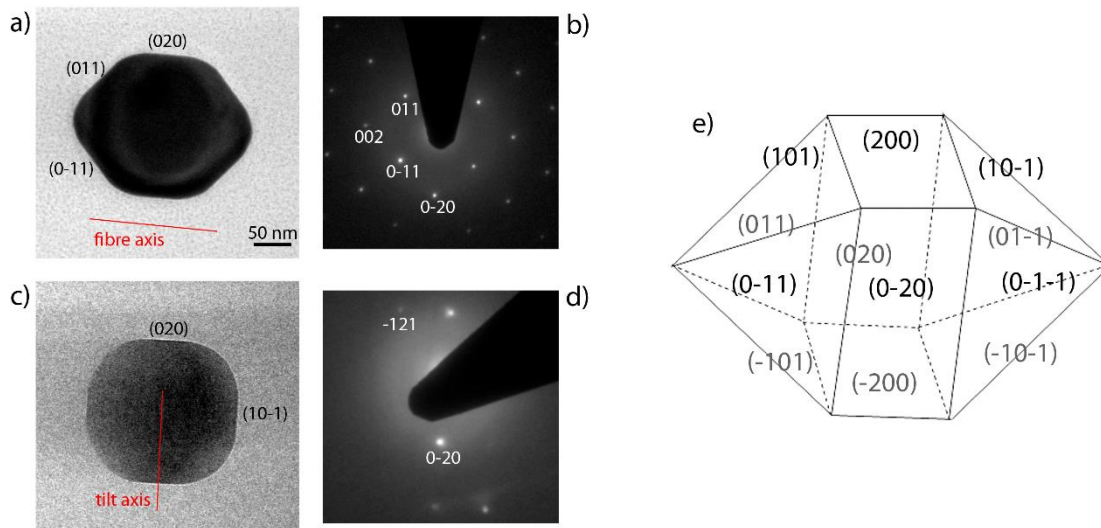 a)
(020)
(011)
(0-11)
fibre axis
50 nm
b)
011
002
0-11
0-20
c)
(020)
(10-1)
tilt axis
d)
-121
0-20
e)
(200)
(101)
(10-1)
(011)
(01-1)
(020)
(0-11)
(0-20)
(0-1-1)
(-101)
(-10-1)
(-200)